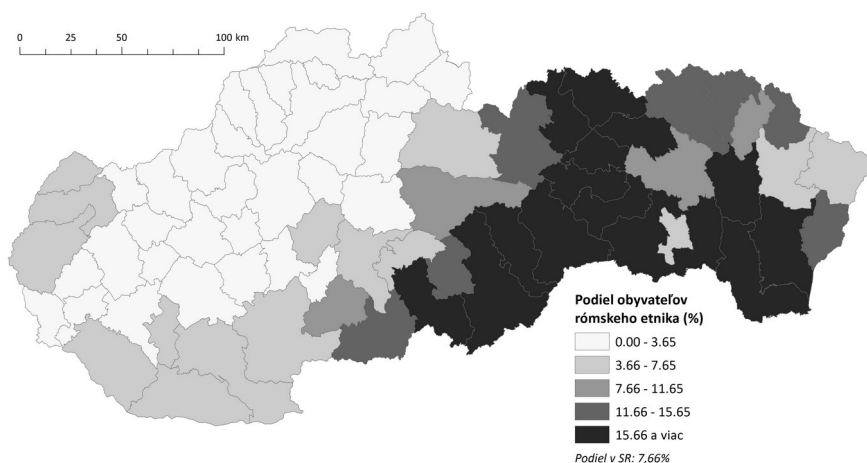 0 25 50 100 km
Podiel obyvateľov
rómskeho etnika (%)
0.00 - 3.65
3.66 - 7.65
7.66 - 11.65
11.66 - 15.65
15.66 a viac
Podiel v SR: 7,66%